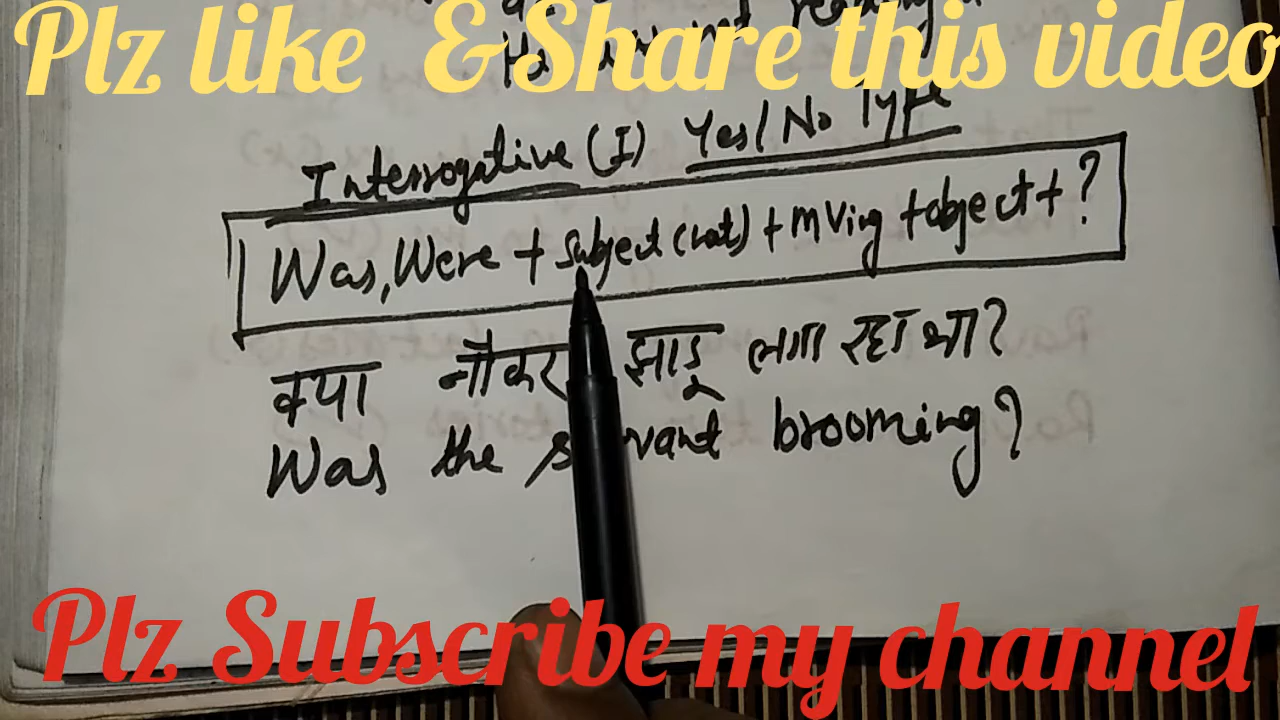 Plz like &Share this video
Interrogative (I) Yes/No Type
Was, Were + Subject (not) + mVing + object + ?
क्या नौकर झाडू लगा रहा था?
Was the servant brooming?
Plz Subscribe my channel